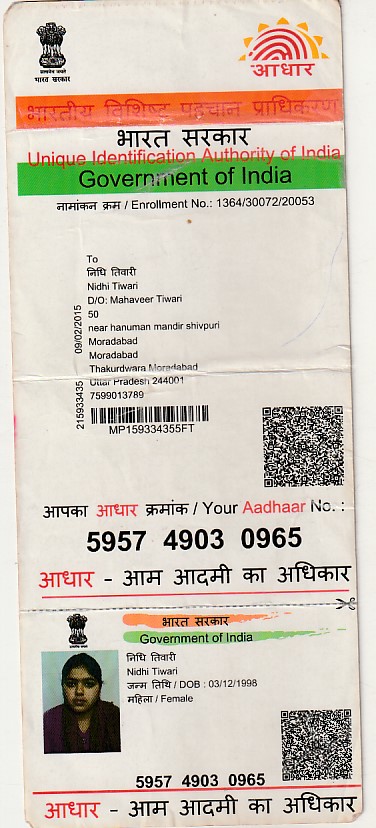 सत्यमेव जयते
भारत सरकार
आधार
भारतीय विशिष्ट पहचान प्राधिकरण
भारत सरकार
Unique Identification Authority of India
Government of India
नामांकन क्रम / Enrollment No.: 1364/30072/20053
To
निधि तिवारी
Nidhi Tiwari
D/O: Mahaveer Tiwari
50
near hanuman mandir shivpuri
Moradabad
Moradabad
Thakurdwara Moradabad
Uttar Pradesh 244001
7599013789
215933435 09/02/2015
MP159334355FT
आपका आधार क्रमांक / Your Aadhaar No. :
5957 4903 0965
आधार - आम आदमी का अधिकार
भारत सरकार
Government of India
निधि तिवारी
Nidhi Tiwari
जन्म तिथि / DOB : 03/12/1998
महिला / Female
5957 4903 0965
आधार - आम आदमी का अधिकार